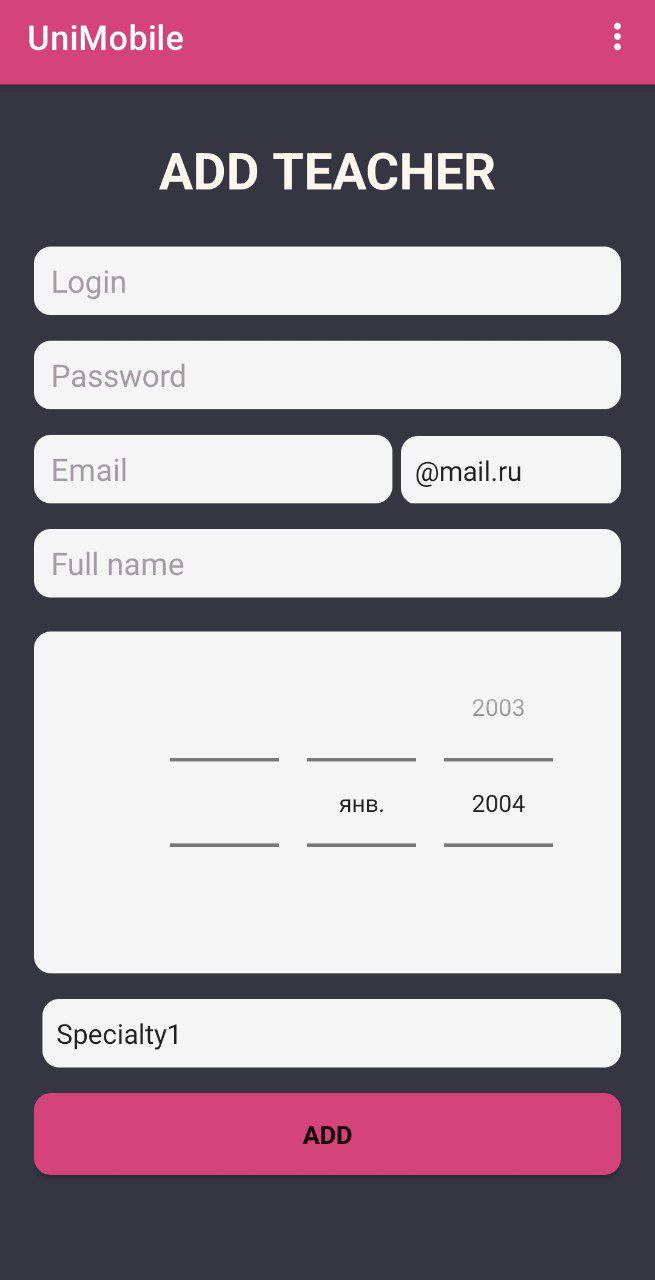 UniMobile
ADD TEACHER
Login
Password
Email @mail.ru
Full name
2003
янв. 2004
Specialty1
ADD